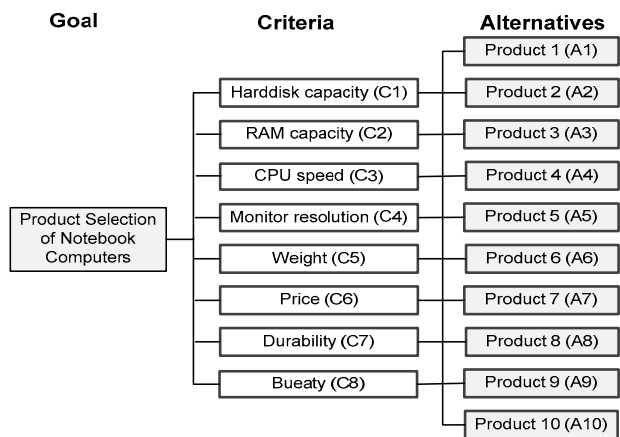 Goal
Criteria
Alternatives
Product Selection
of Notebook
Computers
Harddisk capacity (C1)
RAM capacity (C2)
CPU speed (C3)
Monitor resolution (C4)
Weight (C5)
Price (C6)
Durability (C7)
Bueaty (C8)
Product 1 (A1)
Product 2 (A2)
Product 3 (A3)
Product 4 (A4)
Product 5 (A5)
Product 6 (A6)
Product 7 (A7)
Product 8 (A8)
Product 9 (A9)
Product 10 (A10)